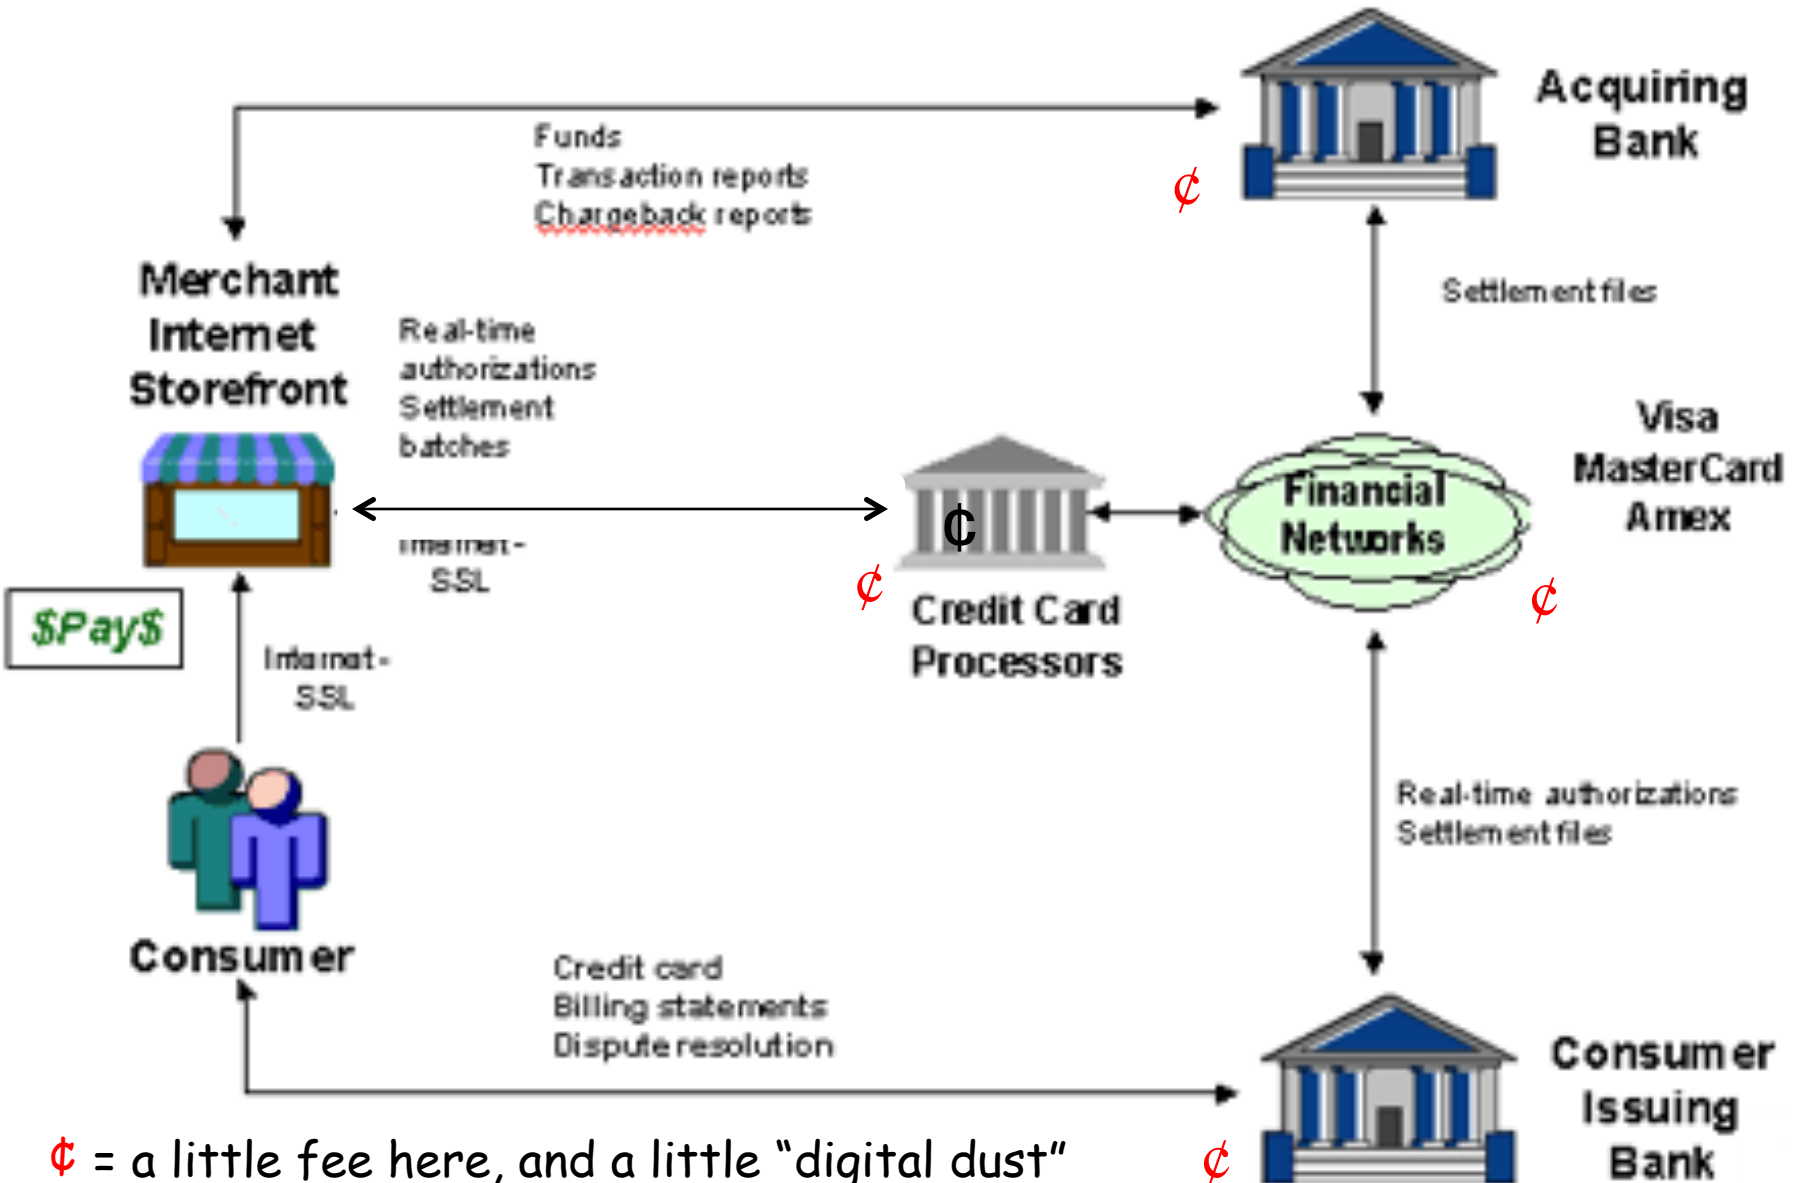 Acquiring
Bank
Funds
Transaction reports
Chargeback reports
¢
Merchant
Internet
Storefront
Settlement files
Real-time
authorizations
Settlement
batches
Visa
MasterCard
Amex
Financial
Networks
¢
Internet-
SSL
¢
Credit Card
Processors
¢
$Pay$
Internet-
SSL
Real-time authorizations
Settlement files
Consumer
Credit card
Billing statements
Dispute resolution
Consumer
Issuing
Bank
¢
¢ = a little fee here, and a little “digital dust”